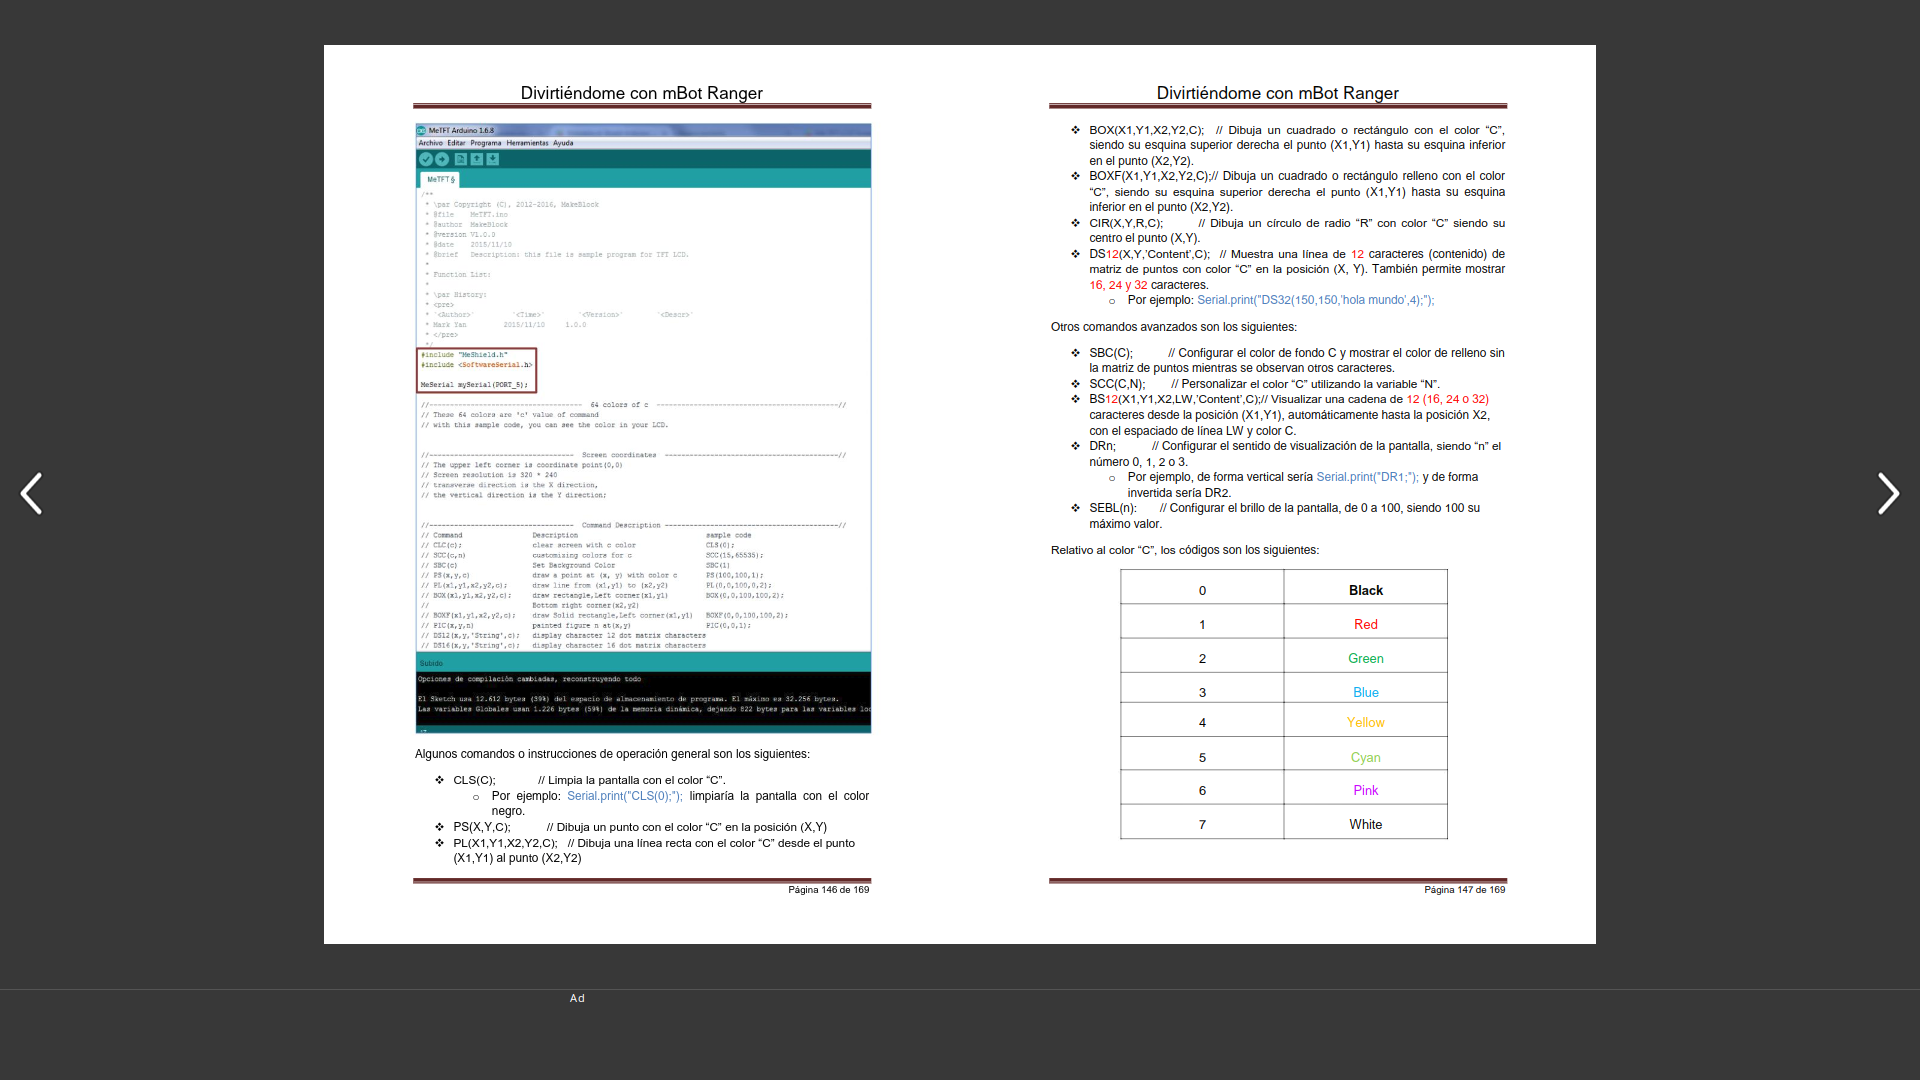 Divirtiéndome con mBot Ranger
MeTFT Arduino 1.6.8
Archivo Editar Programa Herramientas Ayuda
MeTFT §
/**
* \par Copyright (C), 2012-2016, MakeBlock
* @file MeTFT.ino
* @author MakeBlock
* @version V1.0.0
* @date 2015/11/10
* @brief Description: this file is sample program for TFT LCD.
*
* Function List:
*
* \par History:
* <pre>
* `<Author>` `<Time>` `<Version>` `<Descr>`
* Mark Yan 2015/11/10 1.0.0
* </pre>
*/
#include "MeShield.h"
#include <SoftwareSerial.h>
MeSerial mySerial(PORT_5);
//---------------------------------- 64 colors of c ----------------------------------------//
// These 64 colors are 'c' value of command
// with this sample code, you can see the color in your LCD.
//---------------------------------- Screen coordinates ----------------------------------------//
// The upper left corner is coordinate point(0,0)
// Screen resolution is 320 * 240
// transverse direction is the X direction,
// the vertical direction is the Y direction;
//---------------------------------- Command Description ----------------------------------------//
// Command Description sample code
// CLC(c); clear screen with c color CLS(0);
// SCC(c,n) customizing colors for c SCC(15,65535);
// SBC(c) Set Background Color SBC(1)
// PS(x,y,c) draw a point at (x, y) with color c PS(100,100,1);
// PL(x1,y1,x2,y2,c); draw line from (x1,y1) to (x2,y2) PL(0,0,100,0,2);
// BOX(x1,y1,x2,y2,c); draw rectangle,Left corner(x1,y1) BOX(0,0,100,100,2);
// Bottom right corner(x2,y2)
// BOXF(x1,y1,x2,y2,c); draw Solid rectangle,Left corner(x1,y1) BOXF(0,0,100,100,2);
// PIC(x,y,n) painted figure n at(x,y) PIC(0,0,1);
// DS12(x,y,'String',c); display character 12 dot matrix characters
// DS16(x,y,'String',c); display character 16 dot matrix characters
Subido
Opciones de compilación cambiadas, reconstruyendo todo
El Sketch usa 12.612 bytes (39%) del espacio de almacenamiento de programa. El máximo es 32.256 bytes.
Las variables Globales usan 1.226 bytes (59%) de la memoria dinámica, dejando 822 bytes para las variables loc
Algunos comandos o instrucciones de operación general son los siguientes:
❖ CLS(C); // Limpia la pantalla con el color “C”.
o Por ejemplo: Serial.print("CLS(0);"); limpiaría la pantalla con el color
negro.
❖ PS(X,Y,C); // Dibuja un punto con el color “C” en la posición (X,Y)
❖ PL(X1,Y1,X2,Y2,C); // Dibuja una línea recta con el color “C” desde el punto
(X1,Y1) al punto (X2,Y2)
Página 146 de 169
Divirtiéndome con mBot Ranger
❖ BOX(X1,Y1,X2,Y2,C); // Dibuja un cuadrado o rectángulo con el color “C”,
siendo su esquina superior derecha el punto (X1,Y1) hasta su esquina inferior
en el punto (X2,Y2).
❖ BOXF(X1,Y1,X2,Y2,C);// Dibuja un cuadrado o rectángulo relleno con el color
“C”, siendo su esquina superior derecha el punto (X1,Y1) hasta su esquina
inferior en el punto (X2,Y2).
❖ CIR(X,Y,R,C); // Dibuja un círculo de radio “R” con color “C” siendo su
centro el punto (X,Y).
❖ DS12(X,Y,’Content’,C); // Muestra una línea de 12 caracteres (contenido) de
matriz de puntos con color “C” en la posición (X, Y). También permite mostrar
16, 24 y 32 caracteres.
o Por ejemplo: Serial.print("DS32(150,150,’hola mundo’,4);");
Otros comandos avanzados son los siguientes:
❖ SBC(C); // Configurar el color de fondo C y mostrar el color de relleno sin
la matriz de puntos mientras se observan otros caracteres.
❖ SCC(C,N); // Personalizar el color “C” utilizando la variable “N”.
❖ BS12(X1,Y1,X2,LW,’Content’,C);// Visualizar una cadena de 12 (16, 24 o 32)
caracteres desde la posición (X1,Y1), automáticamente hasta la posición X2,
con el espaciado de línea LW y color C.
❖ DRn; // Configurar el sentido de visualización de la pantalla, siendo “n” el
número 0, 1, 2 o 3.
o Por ejemplo, de forma vertical sería Serial.print("DR1;"); y de forma
invertida sería DR2.
❖ SEBL(n): // Configurar el brillo de la pantalla, de 0 a 100, siendo 100 su
máximo valor.
Relativo al color “C”, los códigos son los siguientes:
0 Black
1 Red
2 Green
3 Blue
4 Yellow
5 Cyan
6 Pink
7 White
Página 147 de 169
Ad